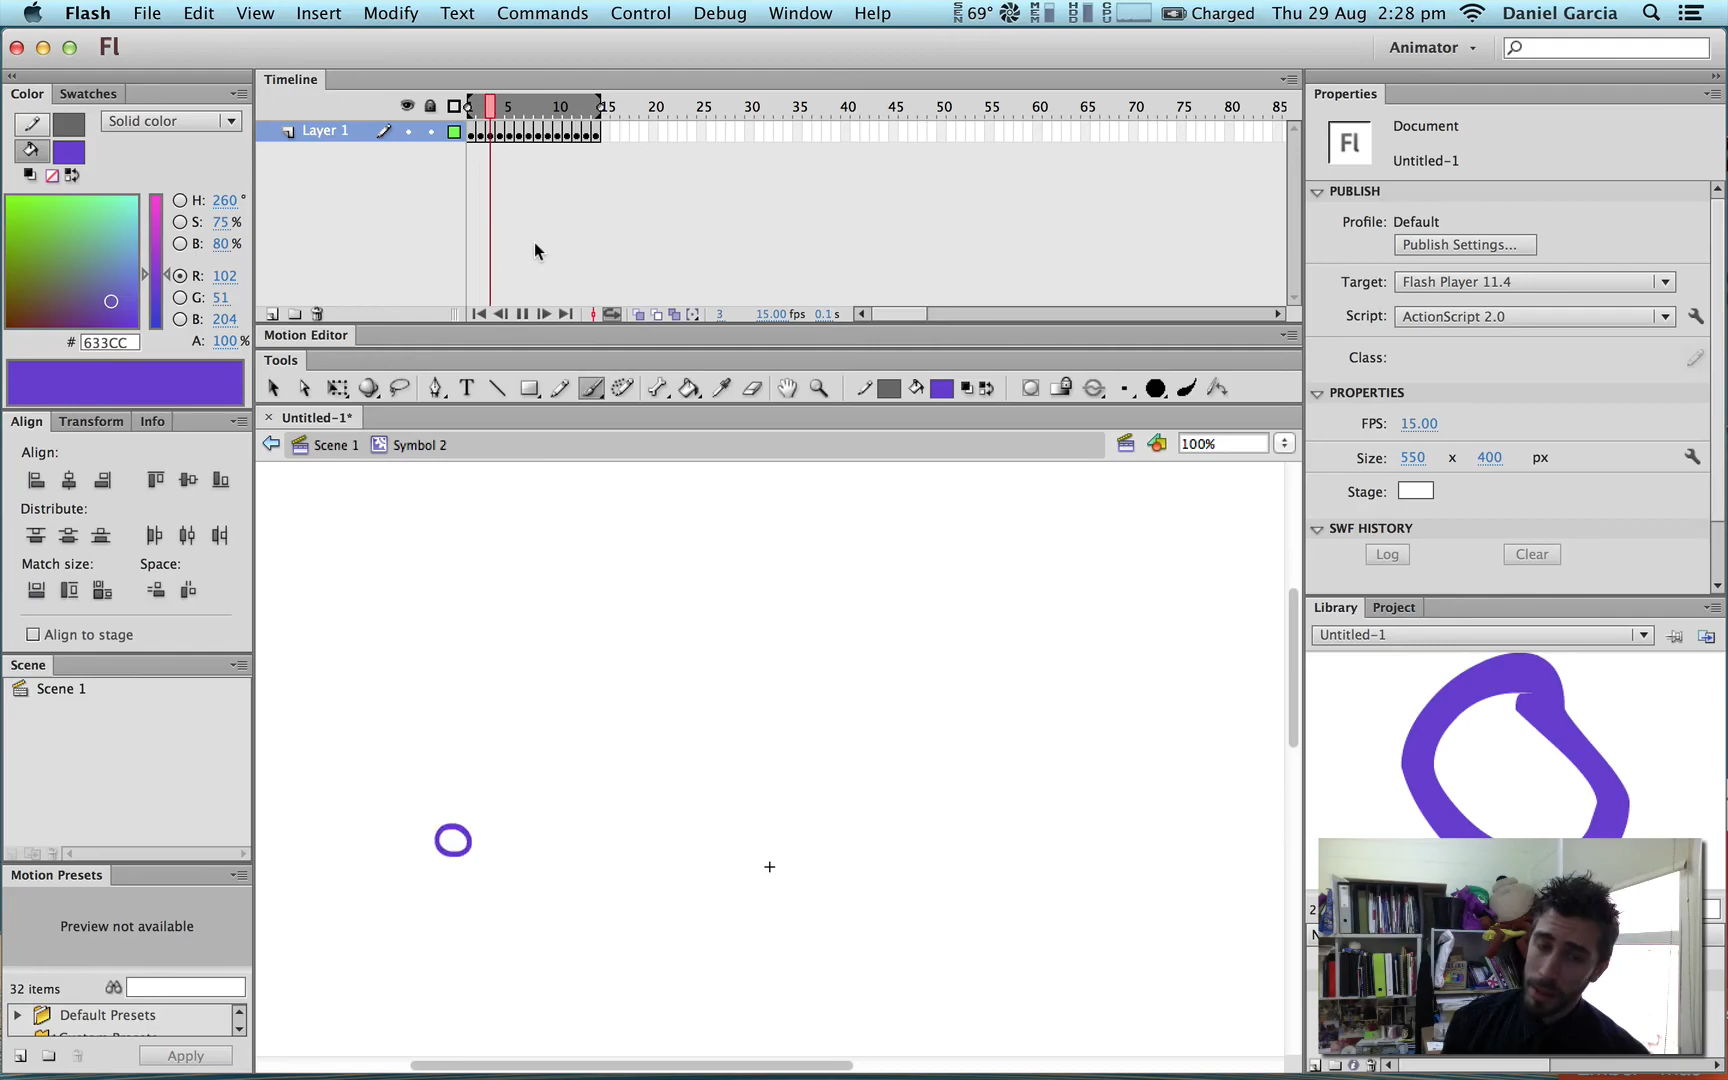 Flash File Edit View Insert Modify Text Commands Control Debug Window Help SEN 69° MEM HD CPU Charged Thu 29 Aug 2:28 pm Daniel Garcia
Fl Animator
Color Swatches
Solid color
H: 260 °
S: 75 %
B: 80 %
R: 102
G: 51
B: 204
# 633CC A: 100 %
Align Transform Info
Align:
Distribute:
Match size: Space:
Align to stage
Scene
Scene 1
Motion Presets
Preview not available
32 items
Default Presets
Apply
Timeline
5 10 15 20 25 30 35 40 45 50 55 60 65 70 75 80 85
Layer 1
3 15.00 fps 0.1 s
Motion Editor
Tools
Untitled-1*
Scene 1 Symbol 2 100%
Properties
Fl Document
Untitled-1
PUBLISH
Profile: Default
Publish Settings...
Target: Flash Player 11.4
Script: ActionScript 2.0
Class:
PROPERTIES
FPS: 15.00
Size: 550 x 400 px
Stage:
SWF HISTORY
Log Clear
Library Project
Untitled-1
2